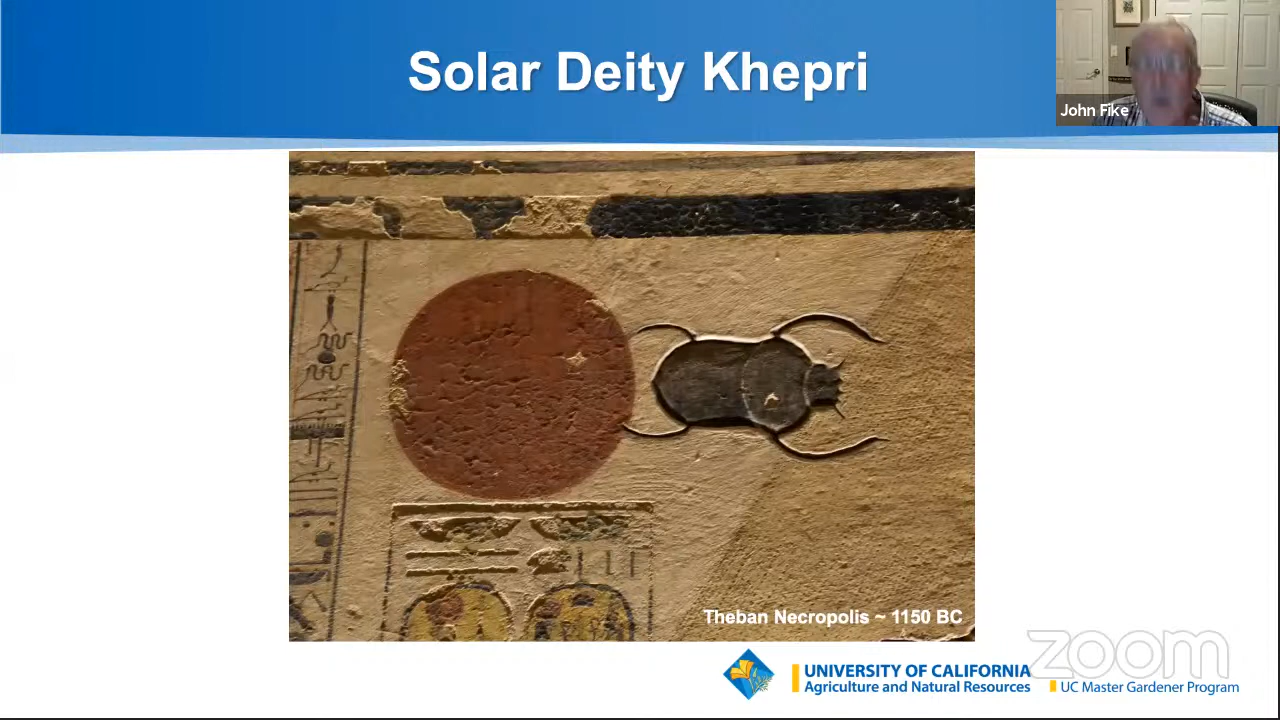 Solar Deity Khepri
John Fike
Theban Necropolis ~ 1150 BC
zoom
UNIVERSITY OF CALIFORNIA
Agriculture and Natural Resources
UC Master Gardener Program